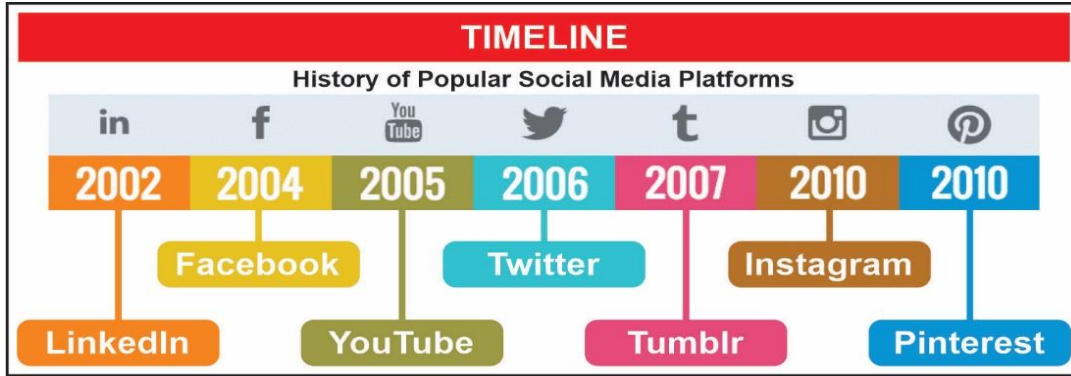 TIMELINE
History of Popular Social Media Platforms
in f You Tube t
2002 2004 2005 2006 2007 2010 2010
Facebook Twitter Instagram
LinkedIn YouTube Tumblr Pinterest